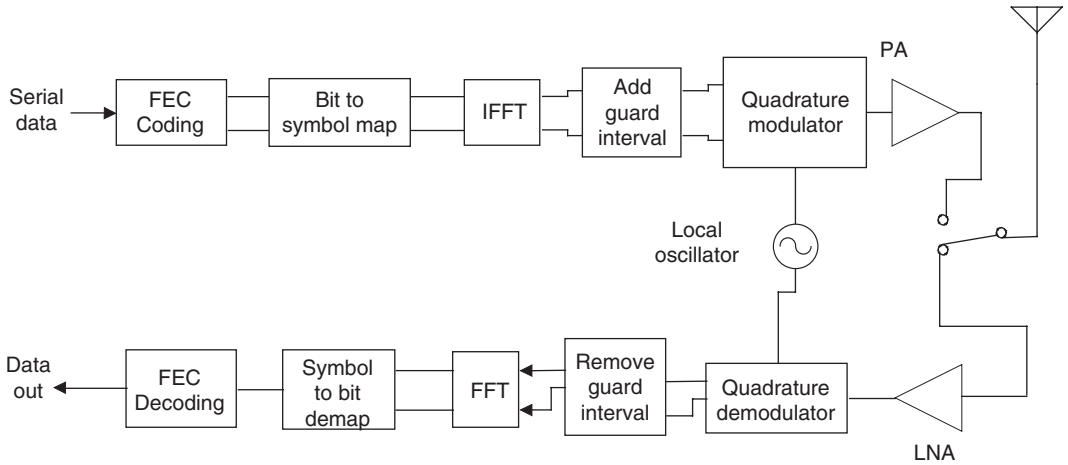 PA
Serial
data
FEC
Coding
Bit to
symbol map
IFFT
Add
guard
interval
Quadrature
modulator
Local
oscillator
Data
out
FEC
Decoding
Symbol
to bit
demap
FFT
Remove
guard
interval
Quadrature
demodulator
LNA